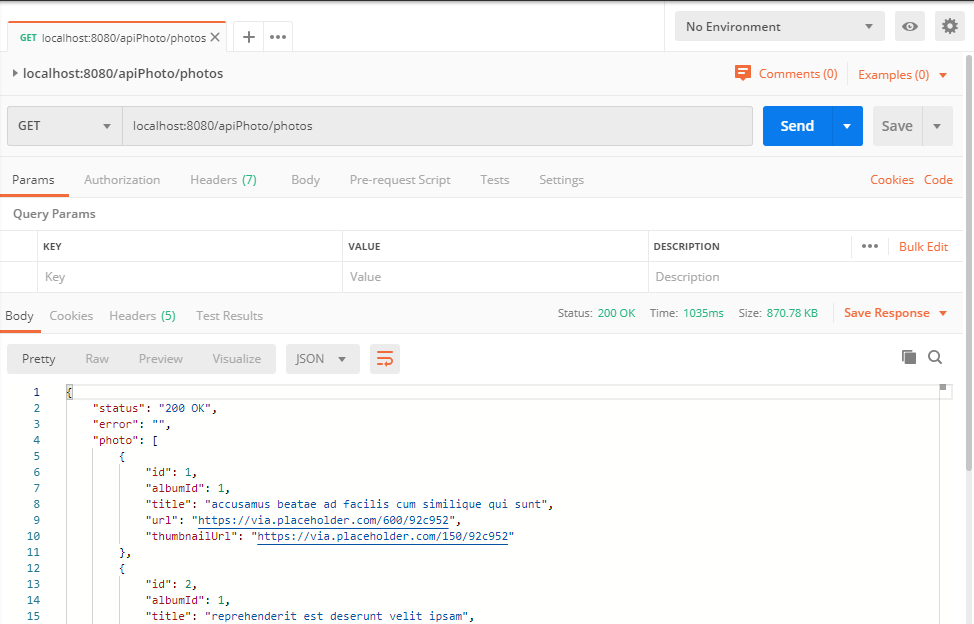 GET localhost:8080/apiPhoto/photos
No Environment
localhost:8080/apiPhoto/photos
Comments (0) Examples (0)
GET localhost:8080/apiPhoto/photos Send Save
Params Authorization Headers (7) Body Pre-request Script Tests Settings Cookies Code
Query Params
KEY VALUE DESCRIPTION Bulk Edit
Key Value Description
Body Cookies Headers (5) Test Results Status: 200 OK Time: 1035ms Size: 870.78 KB Save Response
Pretty Raw Preview Visualize JSON
1 {
2 "status": "200 OK",
3 "error": "",
4 "photo": [
5 {
6 "id": 1,
7 "albumId": 1,
8 "title": "accusamus beatae ad facilis cum similique qui sunt",
9 "url": "https://via.placeholder.com/600/92c952",
10 "thumbnailUrl": "https://via.placeholder.com/150/92c952"
11 },
12 {
13 "id": 2,
14 "albumId": 1,
15 "title": "reprehenderit est deserunt velit ipsam",